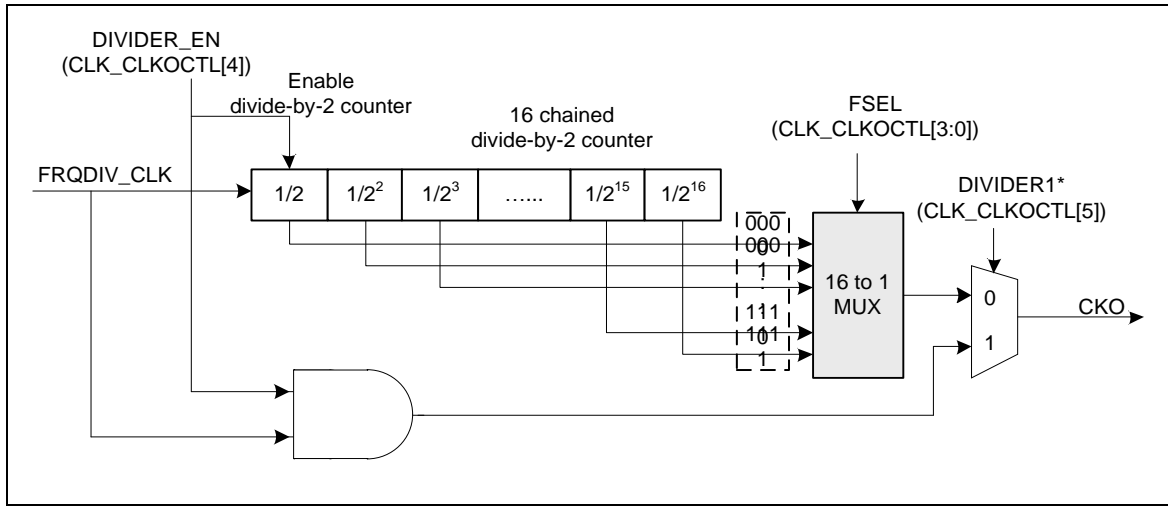 DIVIDER_EN
(CLK_CLKOCTL[4])
Enable
divide-by-2 counter
16 chained
divide-by-2 counter
FSEL
(CLK_CLKOCTL[3:0])
FRQDIV_CLK
DIVIDER1*
(CLK_CLKOCTL[5])
1/2
1/2²
1/2³
…...
1/2¹⁵
1/2¹⁶
000
000
0
1
:
111
111
0
1
16 to 1
MUX
0
1
CKO